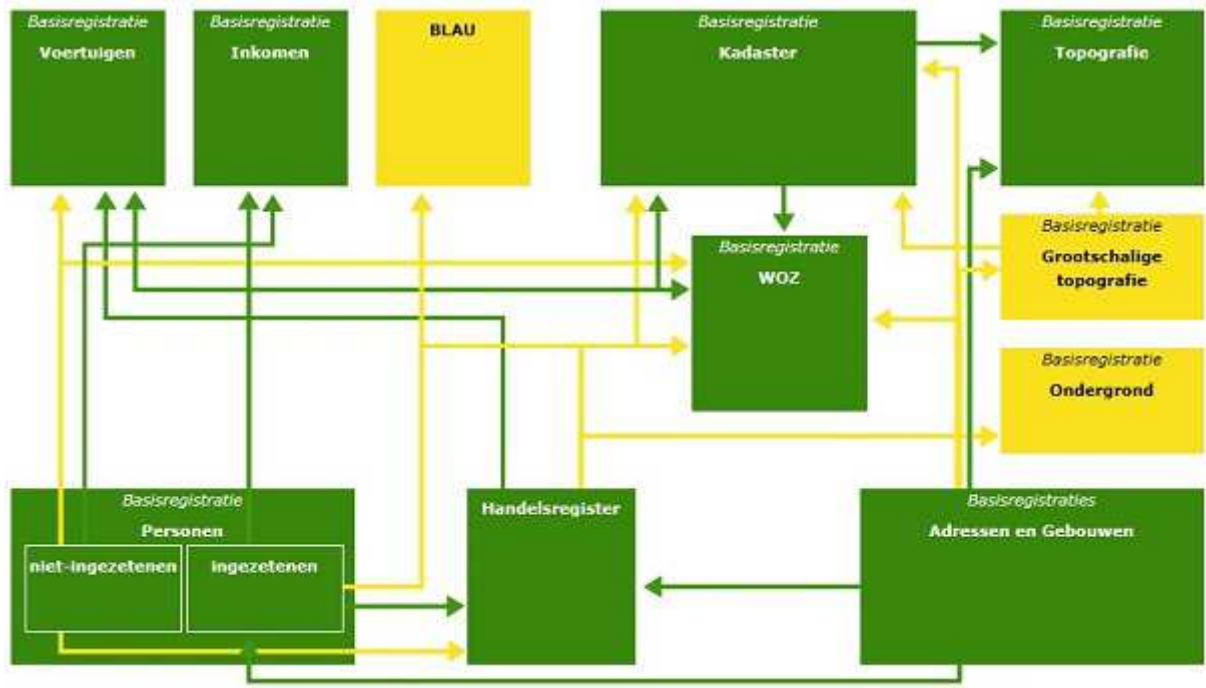 Basisregistratie
Voertuigen
Basisregistratie
Inkomen
BLAU
Basisregistratie
Kadaster
Basisregistratie
Topografie
Basisregistratie
WOZ
Basisregistratie
Grootschalige
topografie
Basisregistratie
Ondergrond
Basisregistratie
Personen
niet-ingezetenen
ingezetenen
Handelsregister
Basisregistraties
Adressen en Gebouwen